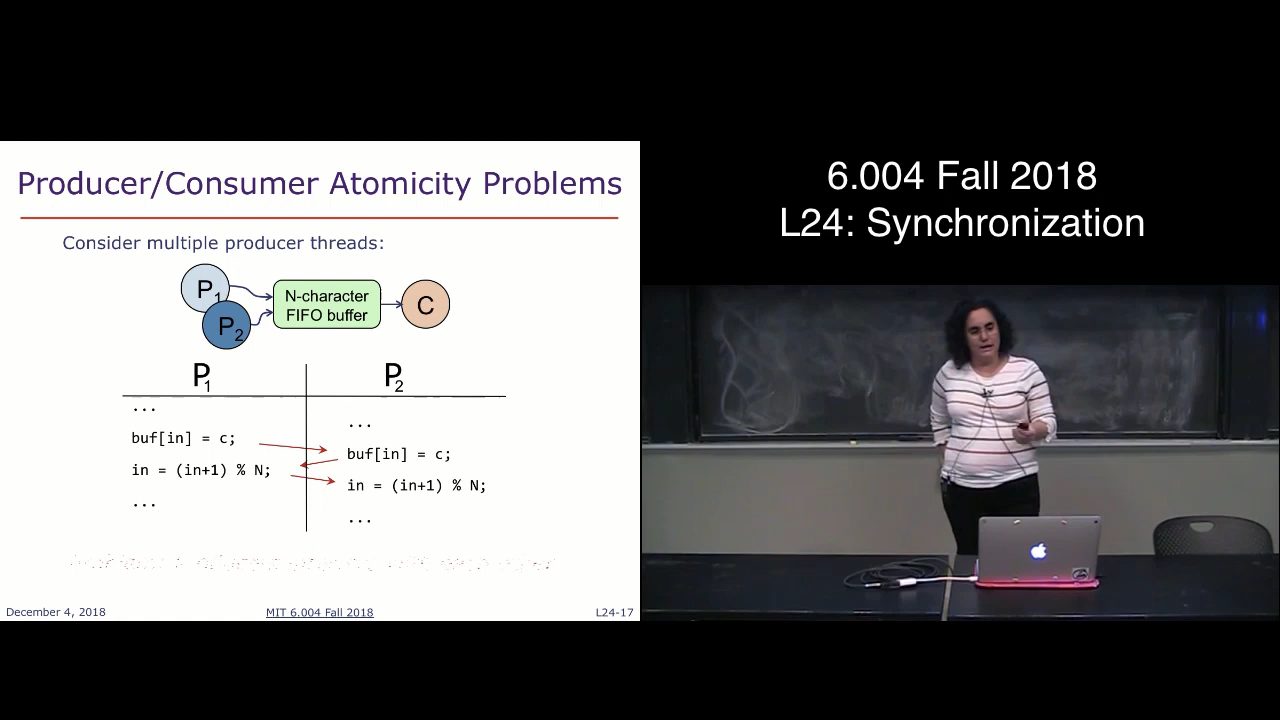 Producer/Consumer Atomicity Problems
Consider multiple producer threads:
P1
P2
N-character
FIFO buffer
C
P1
P2
...
buf[in] = c;
in = (in+1) % N;
...
...
buf[in] = c;
in = (in+1) % N;
...
December 4, 2018
MIT 6.004 Fall 2018
L24-17
6.004 Fall 2018
L24: Synchronization